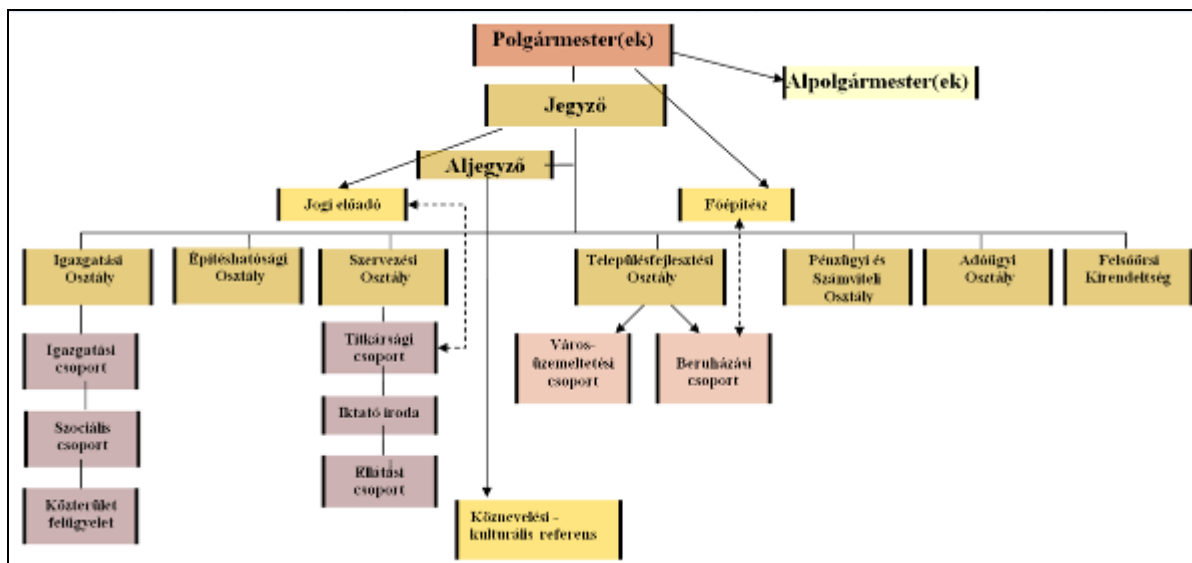 Polgármester(ek)
Alpolgármester(ek)
Jegyző
Aljegyző
Jogi előadó
Főépítész
Igazgatási
Osztály
Építéshatósági
Osztály
Szervezési
Osztály
Településfejlesztési
Osztály
Pénzügyi és
Számviteli
Osztály
Adóügyi
Osztály
Felsőörsi
Kirendeltség
Igazgatási
csoport
Titkársági
csoport
Város-
üzemeltetési
csoport
Beruházási
csoport
Szociális
csoport
Iktató iroda
Ellátási
csoport
Közterület
felügyelet
Köznevelési -
kulturális referens